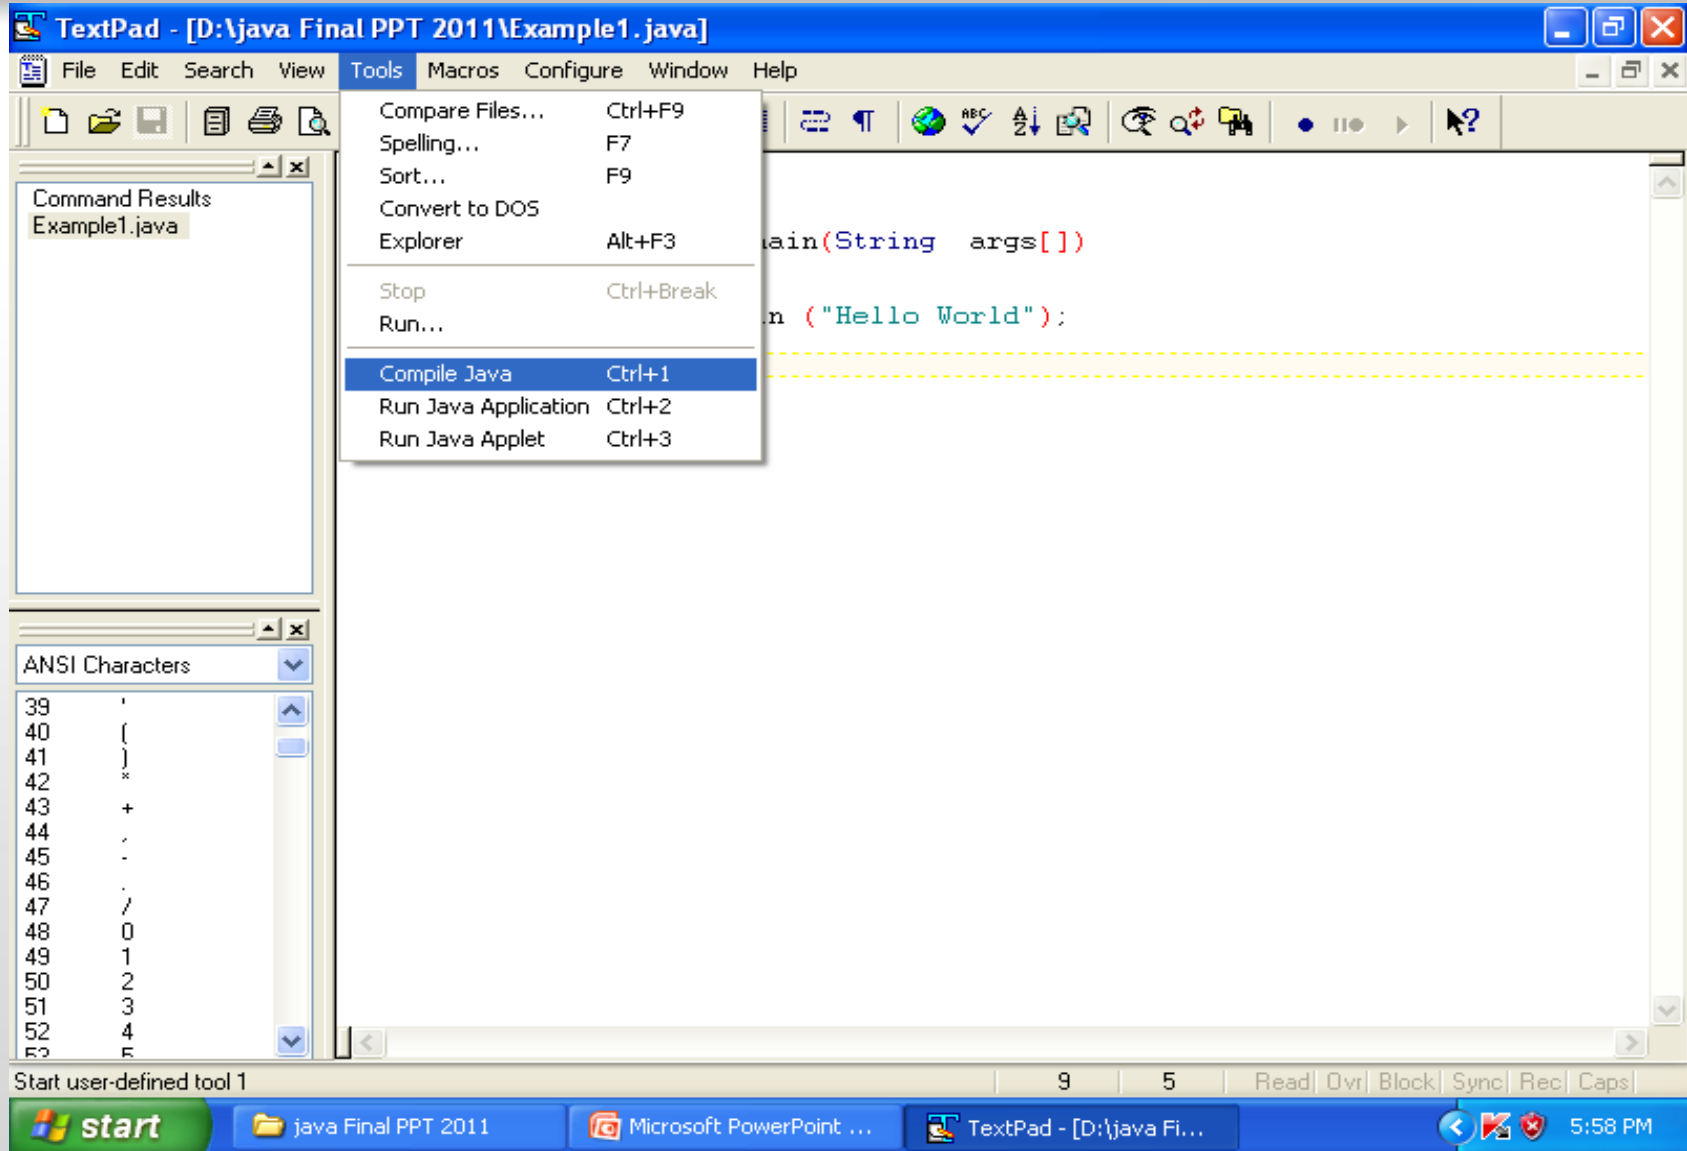 TextPad - [D:\java Final PPT 2011\Example1.java]
File Edit Search View Tools Macros Configure Window Help
Compare Files... Ctrl+F9
Spelling... F7
Sort... F9
Convert to DOS
Explorer Alt+F3
Stop Ctrl+Break
Run...
Compile Java Ctrl+1
Run Java Application Ctrl+2
Run Java Applet Ctrl+3
Command Results
Example1.java
ain(String args[])
n ("Hello World");
ANSI Characters
39 '
40 (
41 )
42 *
43 +
44 ,
45 -
46 .
47 /
48 0
49 1
50 2
51 3
52 4
53 5
Start user-defined tool 1 9 5 Read Ovr Block Sync Rec Caps
start java Final PPT 2011 Microsoft PowerPoint ... TextPad - [D:\java Fi... 5:58 PM